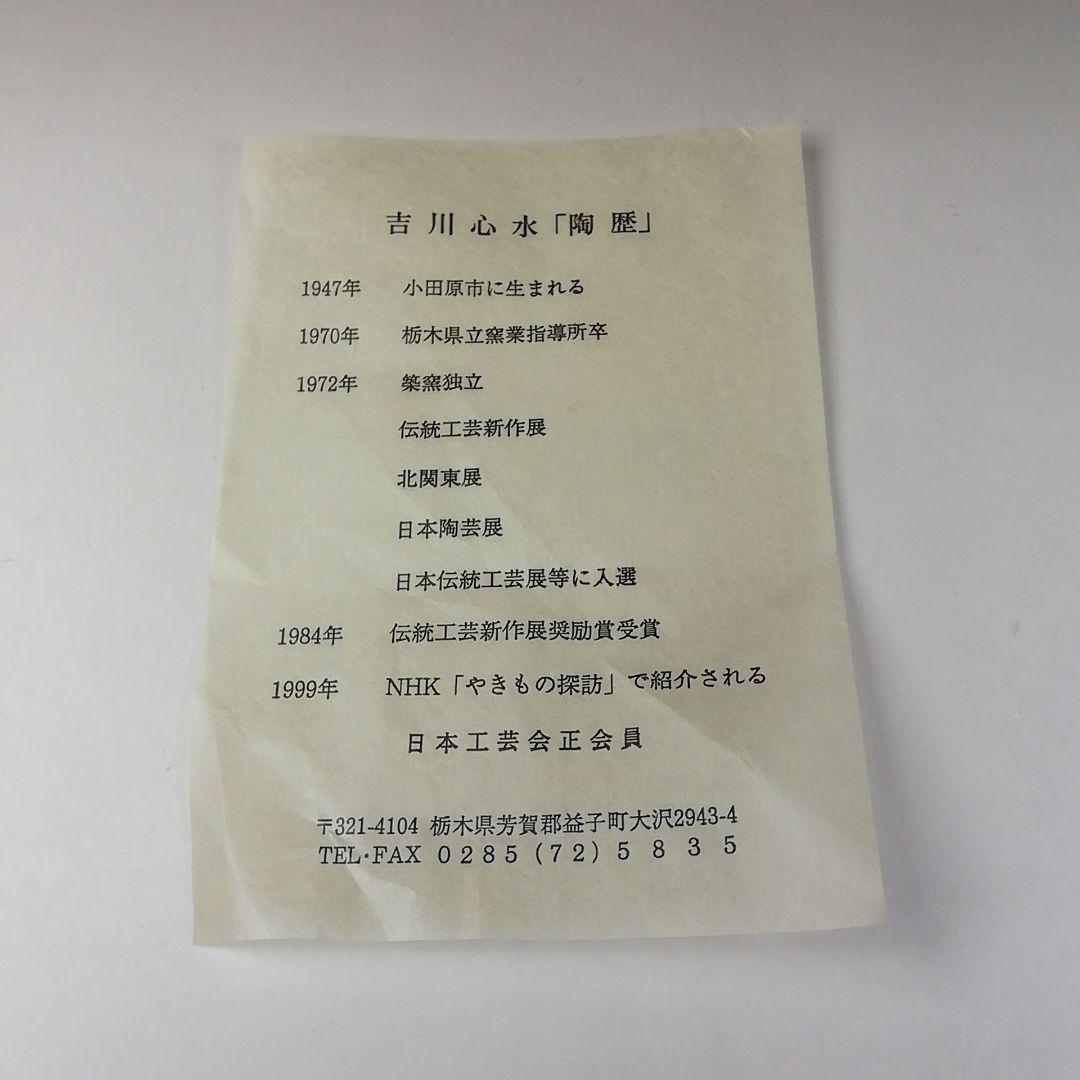 吉川心水「陶歴」
1947年 小田原市に生まれる
1970年 栃木県立窯業指導所卒
1972年 築窯独立
伝統工芸新作展
北関東展
日本陶芸展
日本伝統工芸展等に入選
1984年 伝統工芸新作展奨励賞受賞
1999年 NHK「やきもの探訪」で紹介される
日本工芸会正会員
〒321-4104 栃木県芳賀郡益子町大沢2943-4
TEL・FAX 0285(72)5835